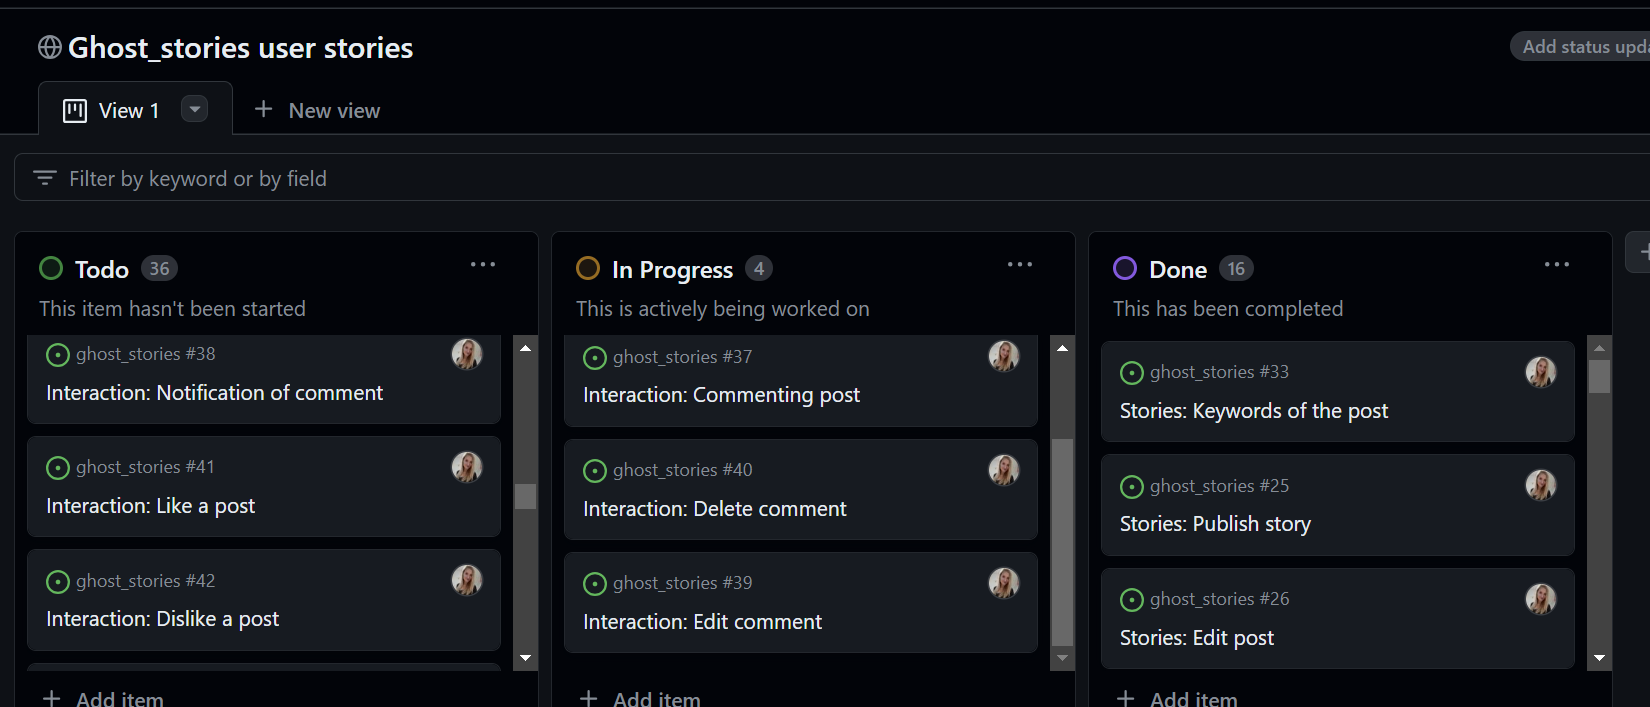 Ghost_stories user stories
Add status upda
View 1
New view
Filter by keyword or by field
Todo 36
This item hasn't been started
ghost_stories #38
Interaction: Notification of comment
ghost_stories #41
Interaction: Like a post
ghost_stories #42
Interaction: Dislike a post
Add item
In Progress 4
This is actively being worked on
ghost_stories #37
Interaction: Commenting post
ghost_stories #40
Interaction: Delete comment
ghost_stories #39
Interaction: Edit comment
Add item
Done 16
This has been completed
ghost_stories #33
Stories: Keywords of the post
ghost_stories #25
Stories: Publish story
ghost_stories #26
Stories: Edit post
Add item